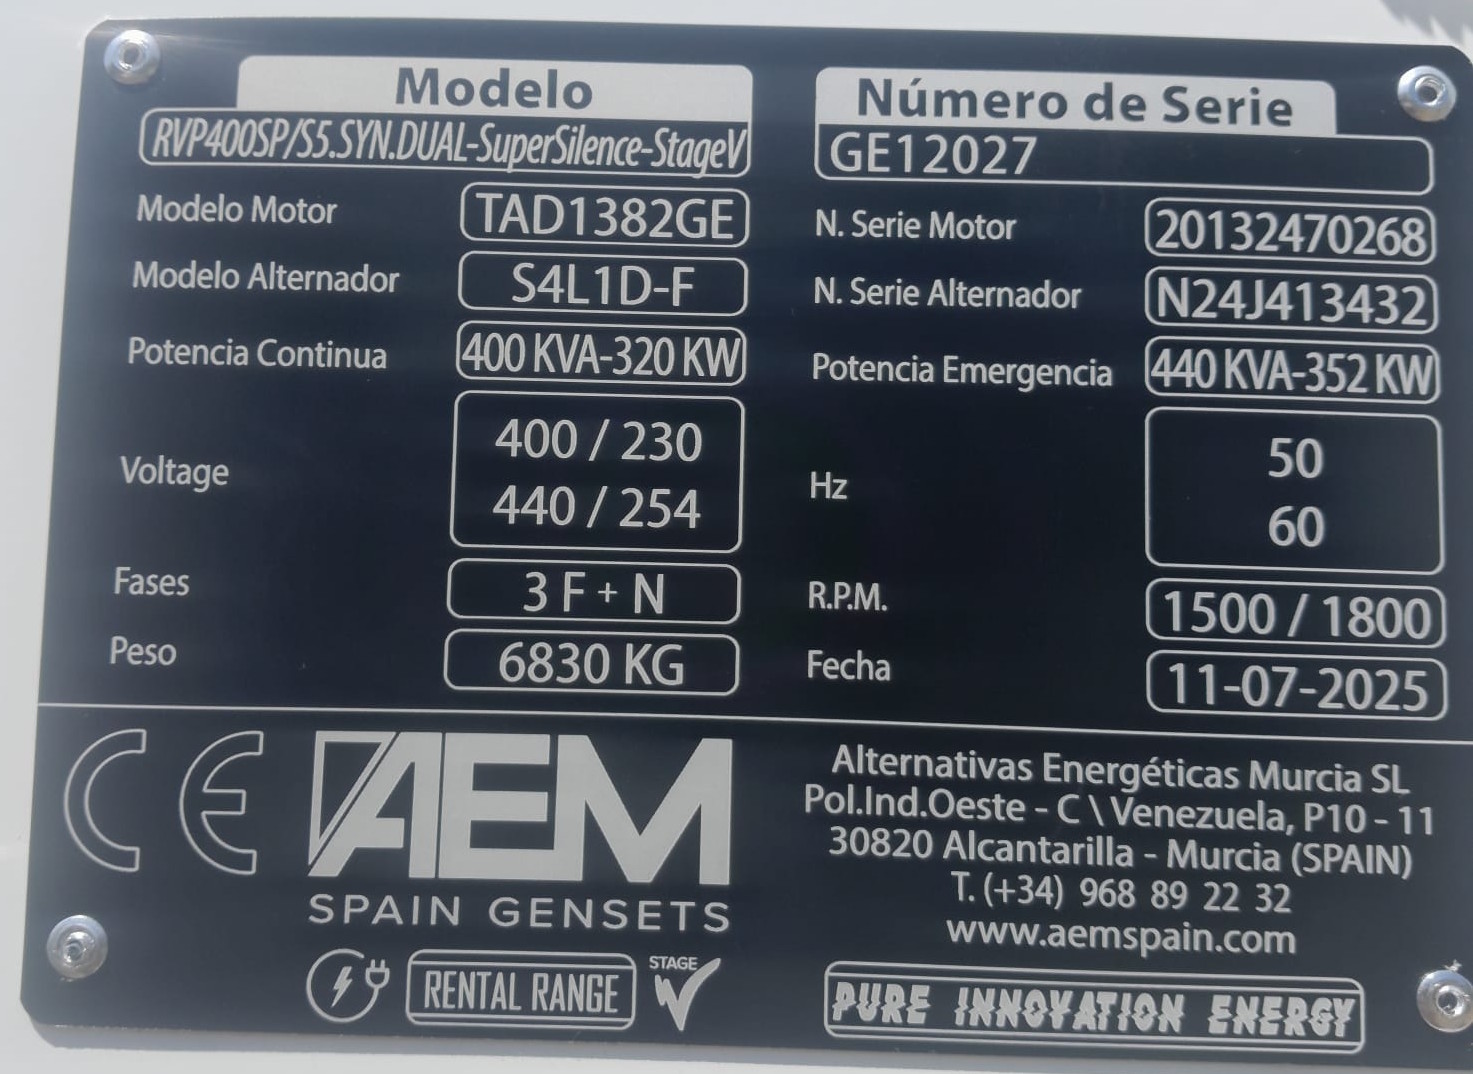 Modelo
RVP400SP/S5.SYN.DUAL-SuperSilence-StageV
Número de Serie
GE12027
Modelo Motor TAD1382GE
N. Serie Motor 20132470268
Modelo Alternador S4L1D-F
N. Serie Alternador N24J413432
Potencia Continua 400 KVA-320 KW
Potencia Emergencia 440 KVA-352 KW
Voltage 400 / 230
440 / 254
Hz 50
60
Fases 3 F + N
R.P.M. 1500 / 1800
Peso 6830 KG
Fecha 11-07-2025
CE
AEM
SPAIN GENSETS
RENTAL RANGE
STAGE
V
Alternativas Energéticas Murcia SL
Pol.Ind.Oeste - C \ Venezuela, P10 - 11
30820 Alcantarilla - Murcia (SPAIN)
T. (+34) 968 89 22 32
www.aemspain.com
PURE INNOVATION ENERGY